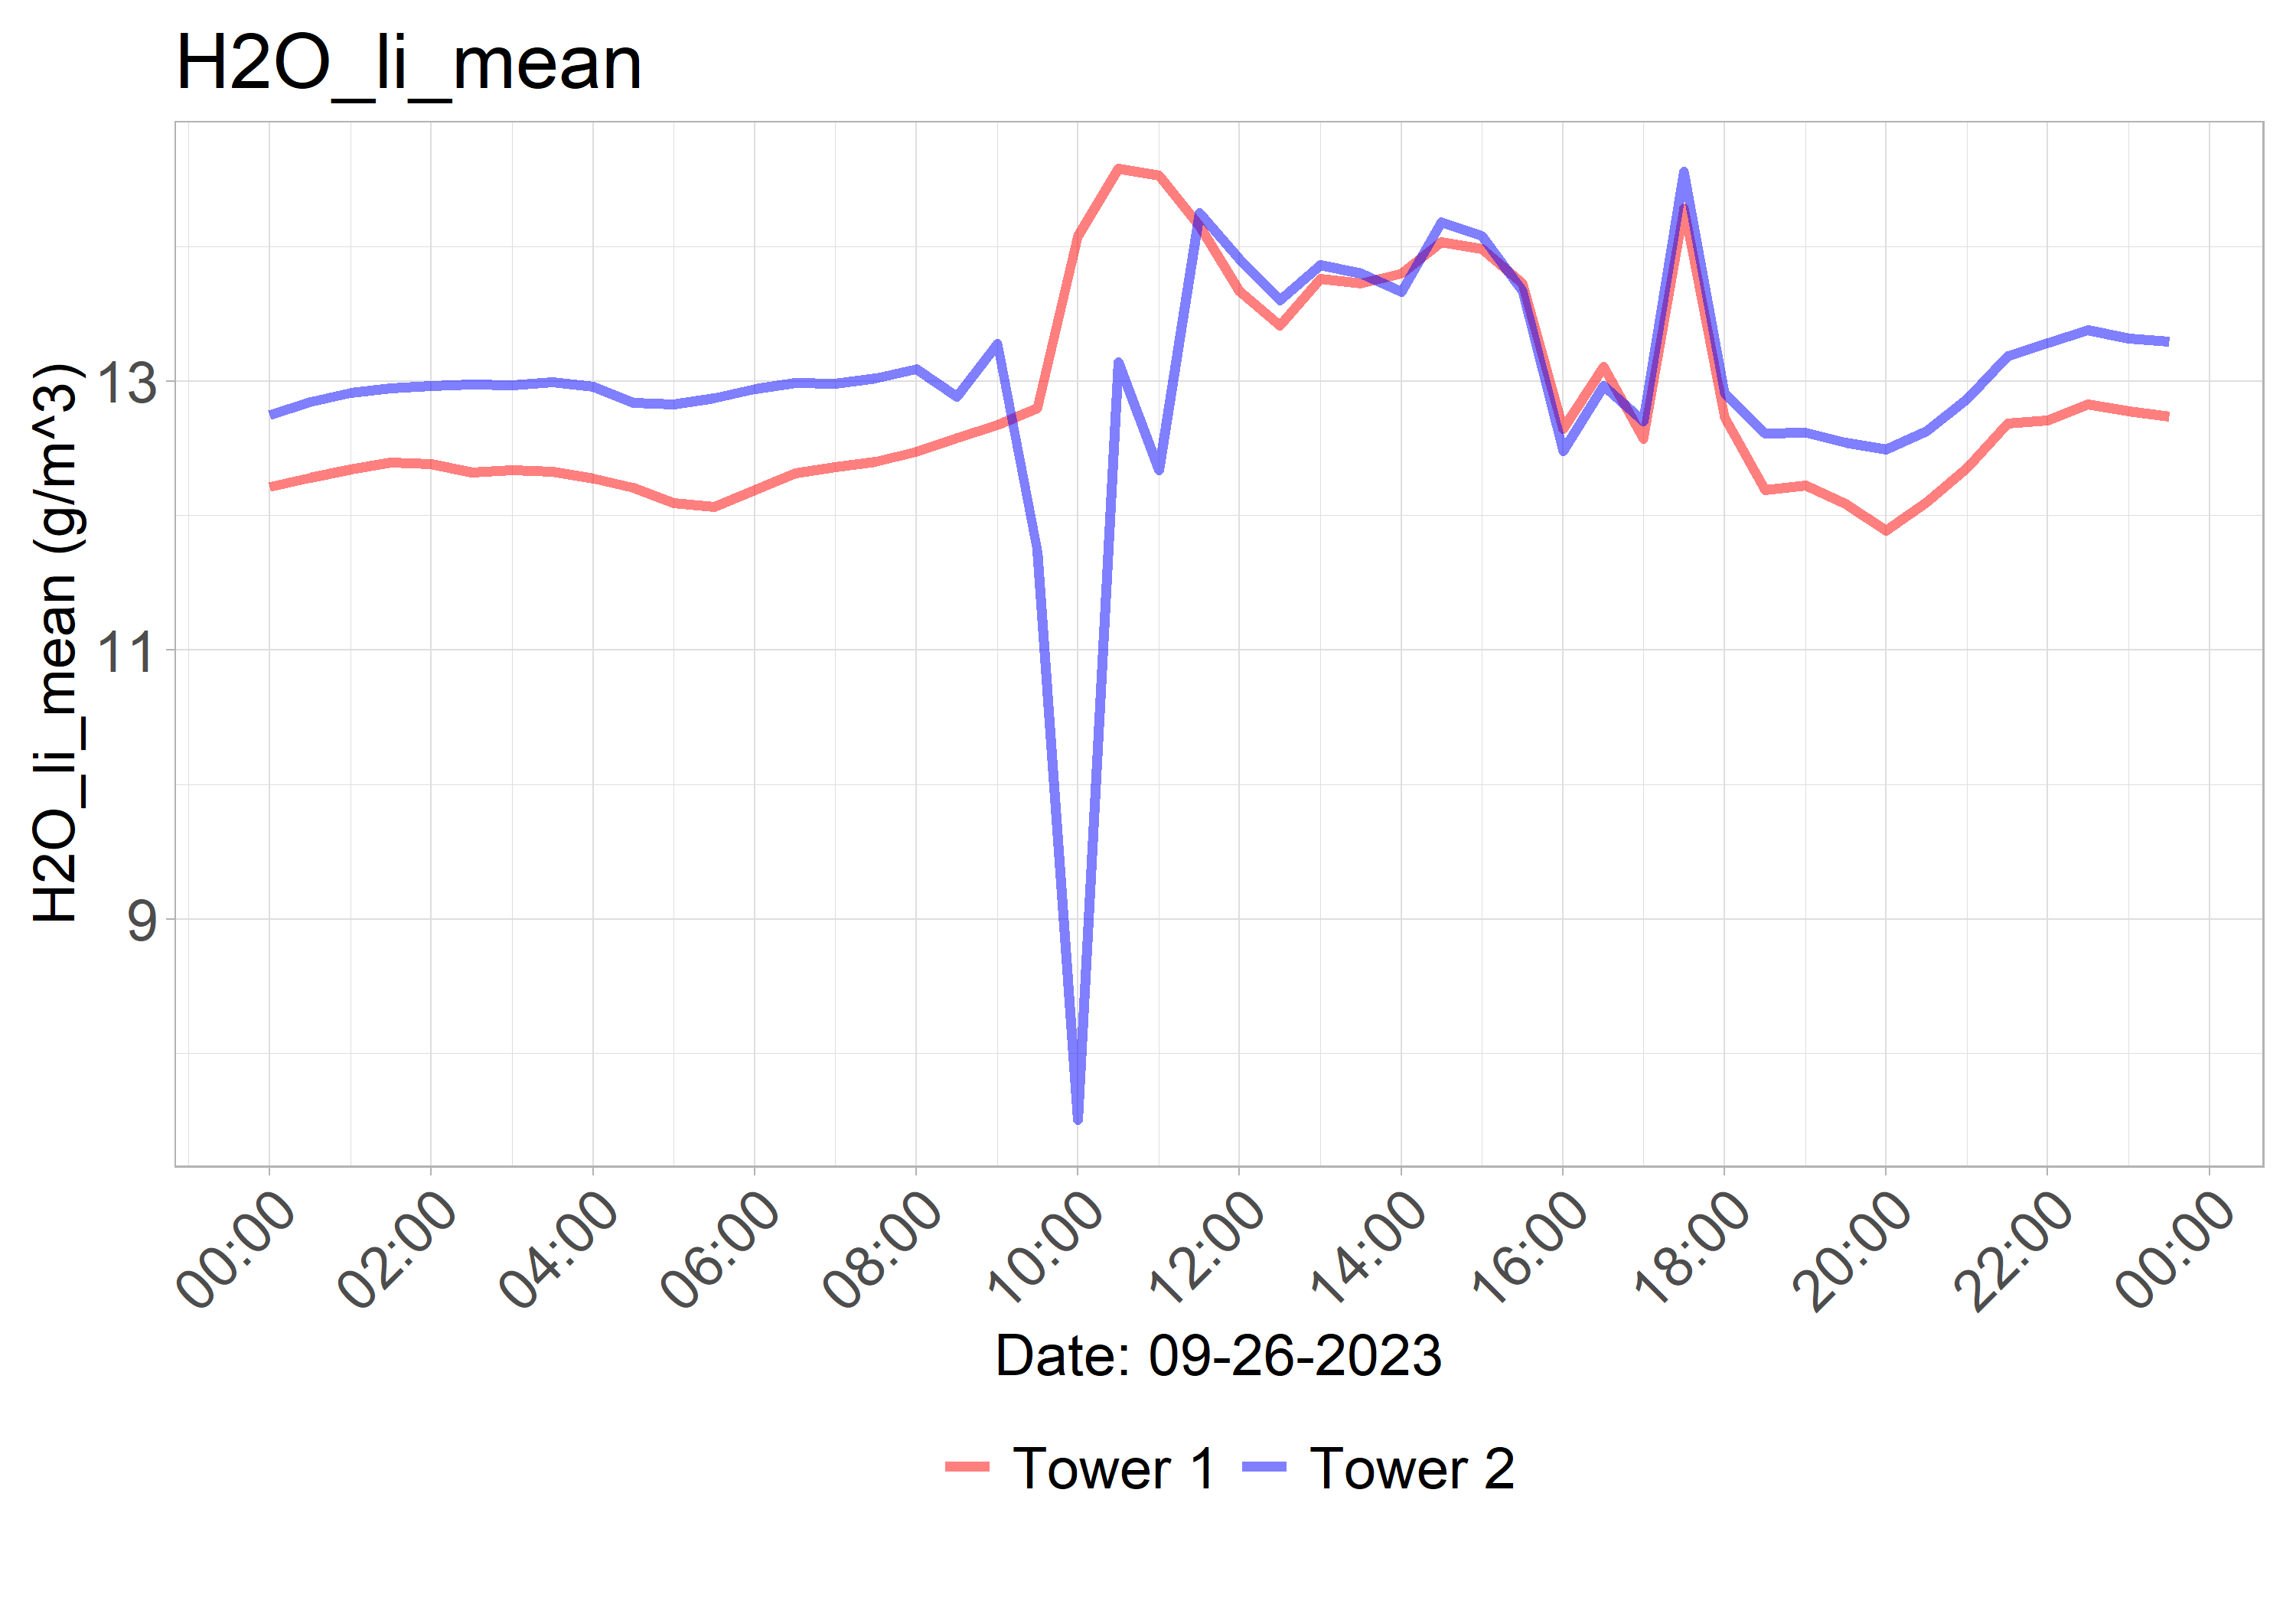 H2O_li_mean
H2O_li_mean (g/m^3)
13
11
9
00:00 02:00 04:00 06:00 08:00 10:00 12:00 14:00 16:00 18:00 20:00 22:00 00:00
Date: 09-26-2023
Tower 1 Tower 2